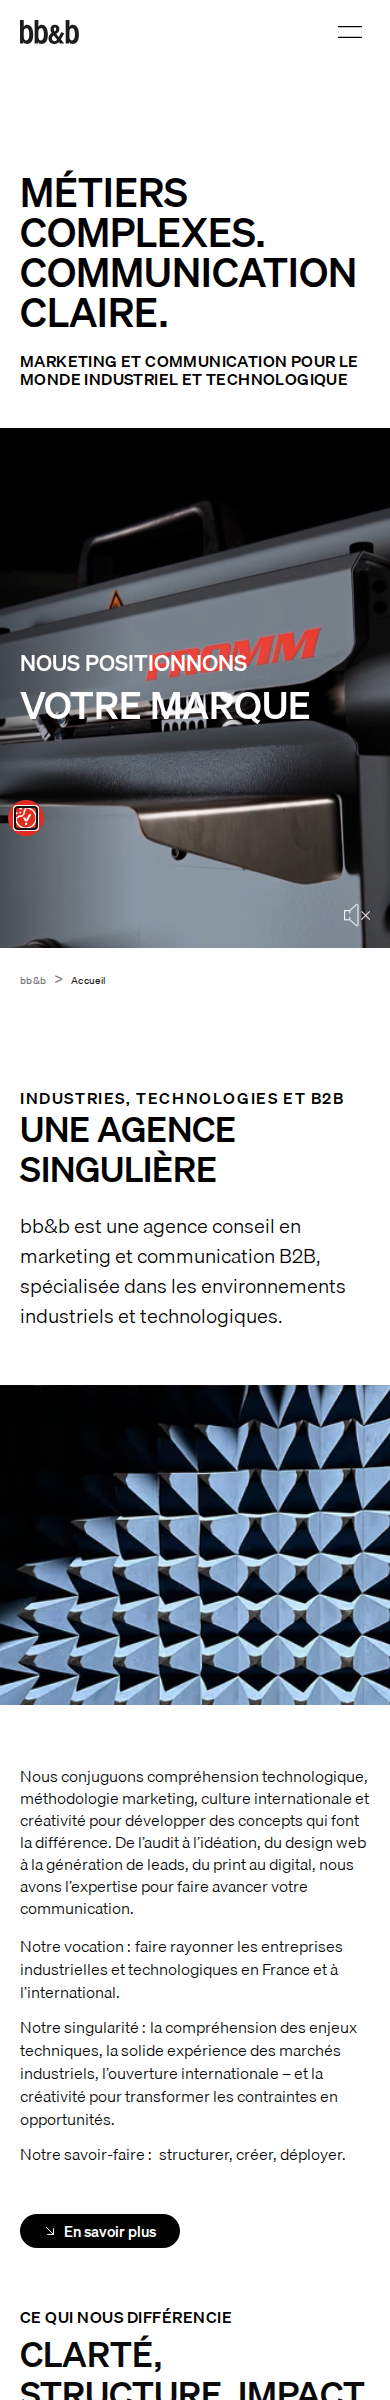 bb&b
MÉTIERS
COMPLEXES.
COMMUNICATION
CLAIRE.
MARKETING ET COMMUNICATION POUR LE
MONDE INDUSTRIEL ET TECHNOLOGIQUE
FROMM
NOUS POSITIONNONS
VOTRE MARQUE
bb&b > Accueil
INDUSTRIES, TECHNOLOGIES ET B2B
UNE AGENCE
SINGULIÈRE
bb&b est une agence conseil en
marketing et communication B2B,
spécialisée dans les environnements
industriels et technologiques.
Nous conjuguons compréhension technologique,
méthodologie marketing, culture internationale et
créativité pour développer des concepts qui font
la différence. De l’audit à l’idéation, du design web
à la génération de leads, du print au digital, nous
avons l’expertise pour faire avancer votre
communication.
Notre vocation : faire rayonner les entreprises
industrielles et technologiques en France et à
l’international.
Notre singularité : la compréhension des enjeux
techniques, la solide expérience des marchés
industriels, l’ouverture internationale – et la
créativité pour transformer les contraintes en
opportunités.
Notre savoir-faire :  structurer, créer, déployer.
En savoir plus
CE QUI NOUS DIFFÉRENCIE
CLARTÉ,
STRUCTURE, IMPACT